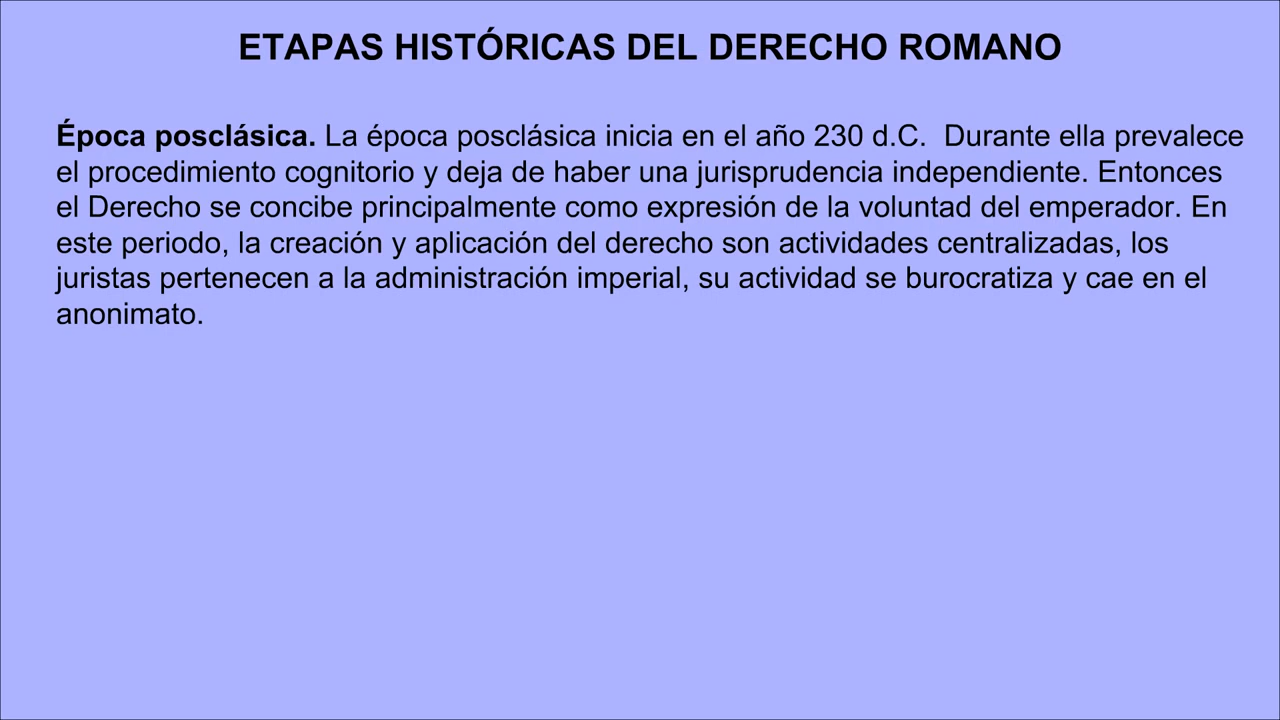 ETAPAS HISTÓRICAS DEL DERECHO ROMANO
Época posclásica. La época posclásica inicia en el año 230 d.C.  Durante ella prevalece
el procedimiento cognitorio y deja de haber una jurisprudencia independiente. Entonces
el Derecho se concibe principalmente como expresión de la voluntad del emperador. En
este periodo, la creación y aplicación del derecho son actividades centralizadas, los
juristas pertenecen a la administración imperial, su actividad se burocratiza y cae en el
anonimato.